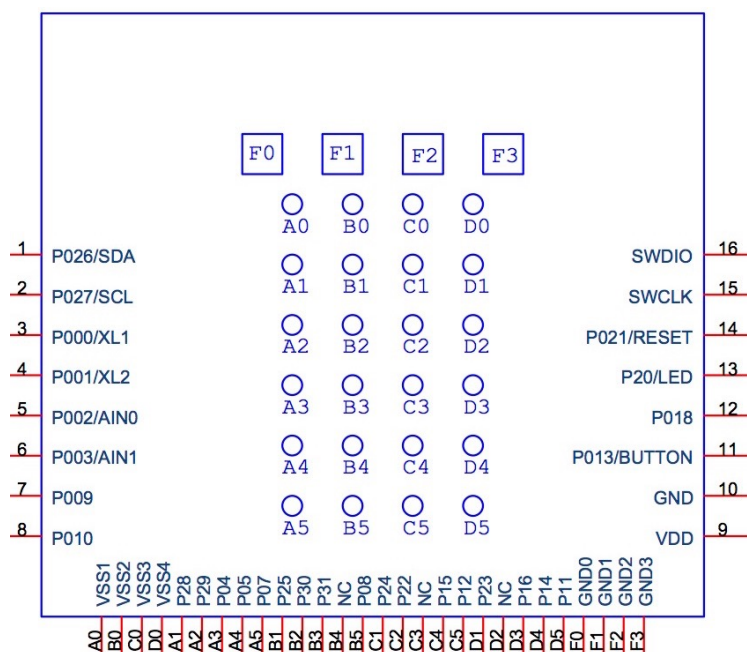 F0 F1 F2 F3
A0 B0 C0 D0
1 P026/SDA A1 B1 C1 D1 SWDIO 16
2 P027/SCL SWCLK 15
3 P000/XL1 A2 B2 C2 D2 P021/RESET 14
4 P001/XL2 P20/LED 13
5 P002/AIN0 A3 B3 C3 D3 P018 12
6 P003/AIN1 A4 B4 C4 D4 P013/BUTTON 11
7 P009 GND 10
8 P010 A5 B5 C5 D5 VDD 9
VSS1 VSS2 VSS3 VSS4 P28 P29 P04 P05 P07 P25 P30 P31 NC P08 P24 P22 NC P15 P12 P23 NC P16 P14 P11 GND0 GND1 GND2 GND3
A0 B0 C0 D0 A1 A2 A3 A4 A5 B1 B2 B3 B4 B5 C1 C2 C3 C4 C5 D1 D2 D3 D4 D5 F0 F1 F2 F3